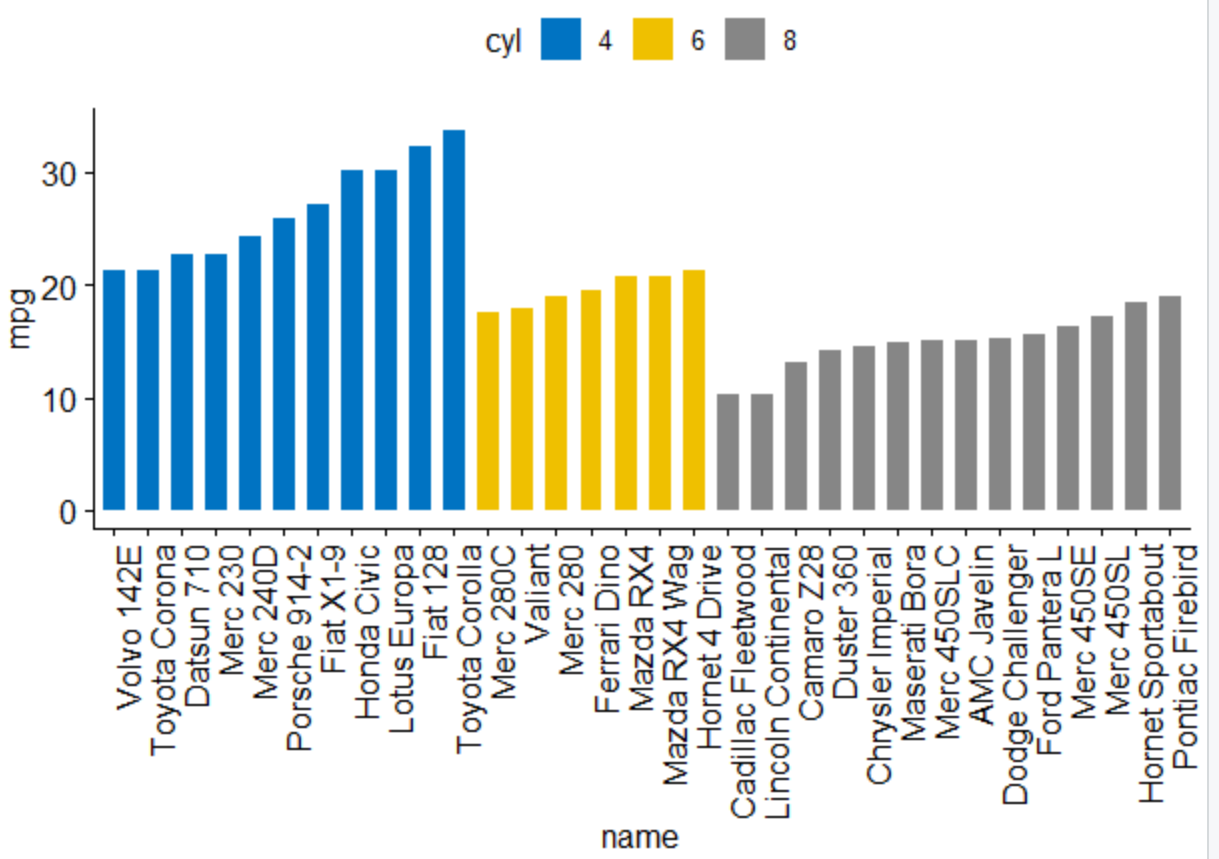 cyl 4 6 8
mpg
30
20
10
0
Volvo 142E
Toyota Corona
Datsun 710
Merc 230
Merc 240D
Porsche 914-2
Fiat X1-9
Honda Civic
Lotus Europa
Fiat 128
Toyota Corolla
Merc 280C
Valiant
Merc 280
Ferrari Dino
Mazda RX4
Mazda RX4 Wag
Hornet 4 Drive
Cadillac Fleetwood
Lincoln Continental
Camaro Z28
Duster 360
Chrysler Imperial
Maserati Bora
Merc 450SLC
AMC Javelin
Dodge Challenger
Ford Pantera L
Merc 450SE
Merc 450SL
Hornet Sportabout
Pontiac Firebird
name